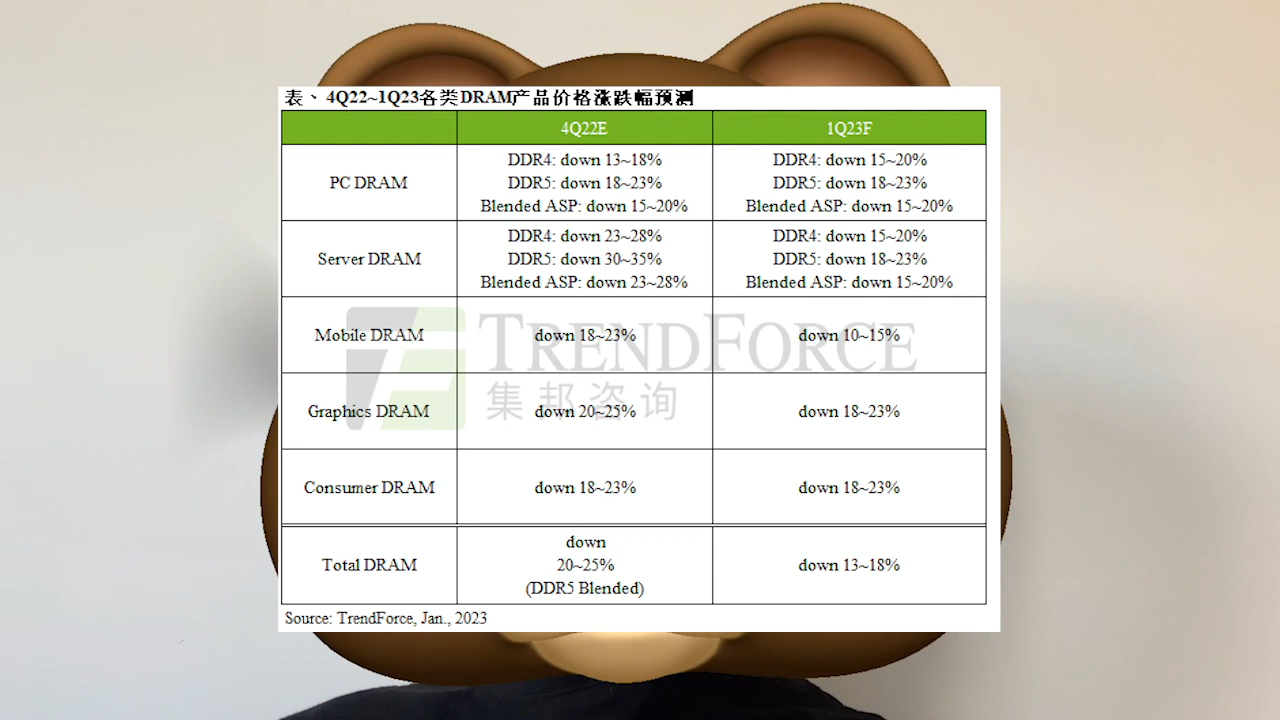 表、 4Q22~1Q23各类DRAM产品价格涨跌幅预测
4Q22E
1Q23F
PC DRAM
DDR4: down 13~18%
DDR5: down 18~23%
Blended ASP: down 15~20%
DDR4: down 15~20%
DDR5: down 18~23%
Blended ASP: down 15~20%
Server DRAM
DDR4: down 23~28%
DDR5: down 30~35%
Blended ASP: down 23~28%
DDR4: down 15~20%
DDR5: down 18~23%
Blended ASP: down 15~20%
Mobile DRAM
down 18~23%
down 10~15%
TRENDFORCE
集邦咨询
Graphics DRAM
down 20~25%
down 18~23%
Consumer DRAM
down 18~23%
down 18~23%
Total DRAM
down
20~25%
(DDR5 Blended)
down 13~18%
Source: TrendForce, Jan., 2023